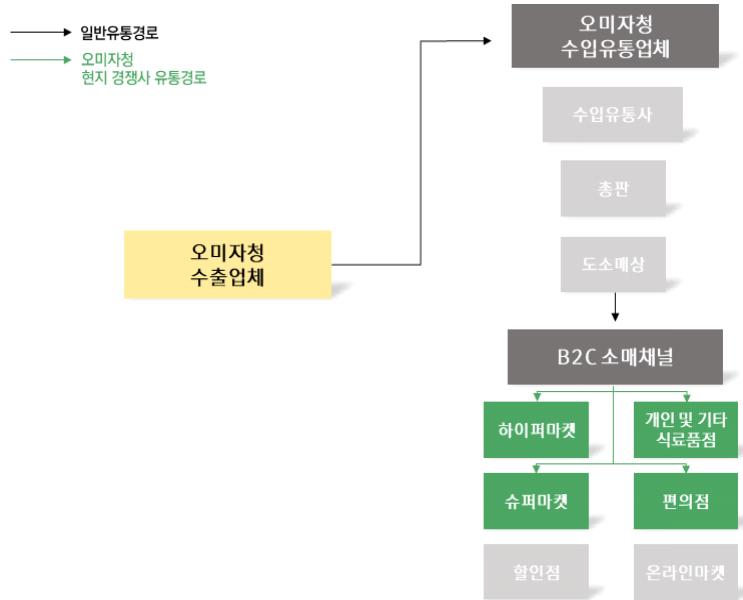 일반유통경로
오미자청
현지 경쟁사 유통경로
오미자청
수입유통업체
수입유통사
총판
오미자청
수출업체
도소매상
B2C 소매채널
하이퍼마켓
개인 및 기타
식료품점
슈퍼마켓
편의점
할인점
온라인마켓